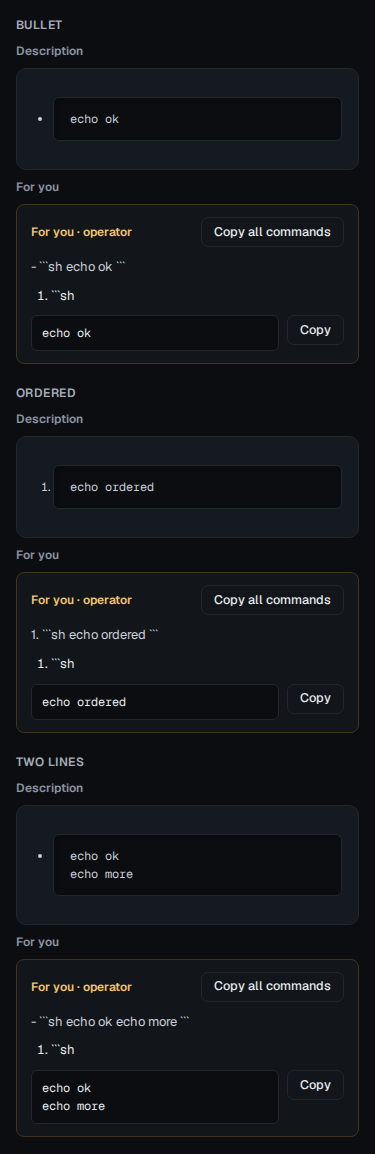 BULLET
Description
• echo ok
For you
For you · operator
Copy all commands
- ```sh echo ok ```
1. ```sh
echo ok
Copy
ORDERED
Description
1. echo ordered
For you
For you · operator
Copy all commands
1. ```sh echo ordered ```
1. ```sh
echo ordered
Copy
TWO LINES
Description
• echo ok
echo more
For you
For you · operator
Copy all commands
- ```sh echo ok echo more ```
1. ```sh
echo ok
echo more
Copy